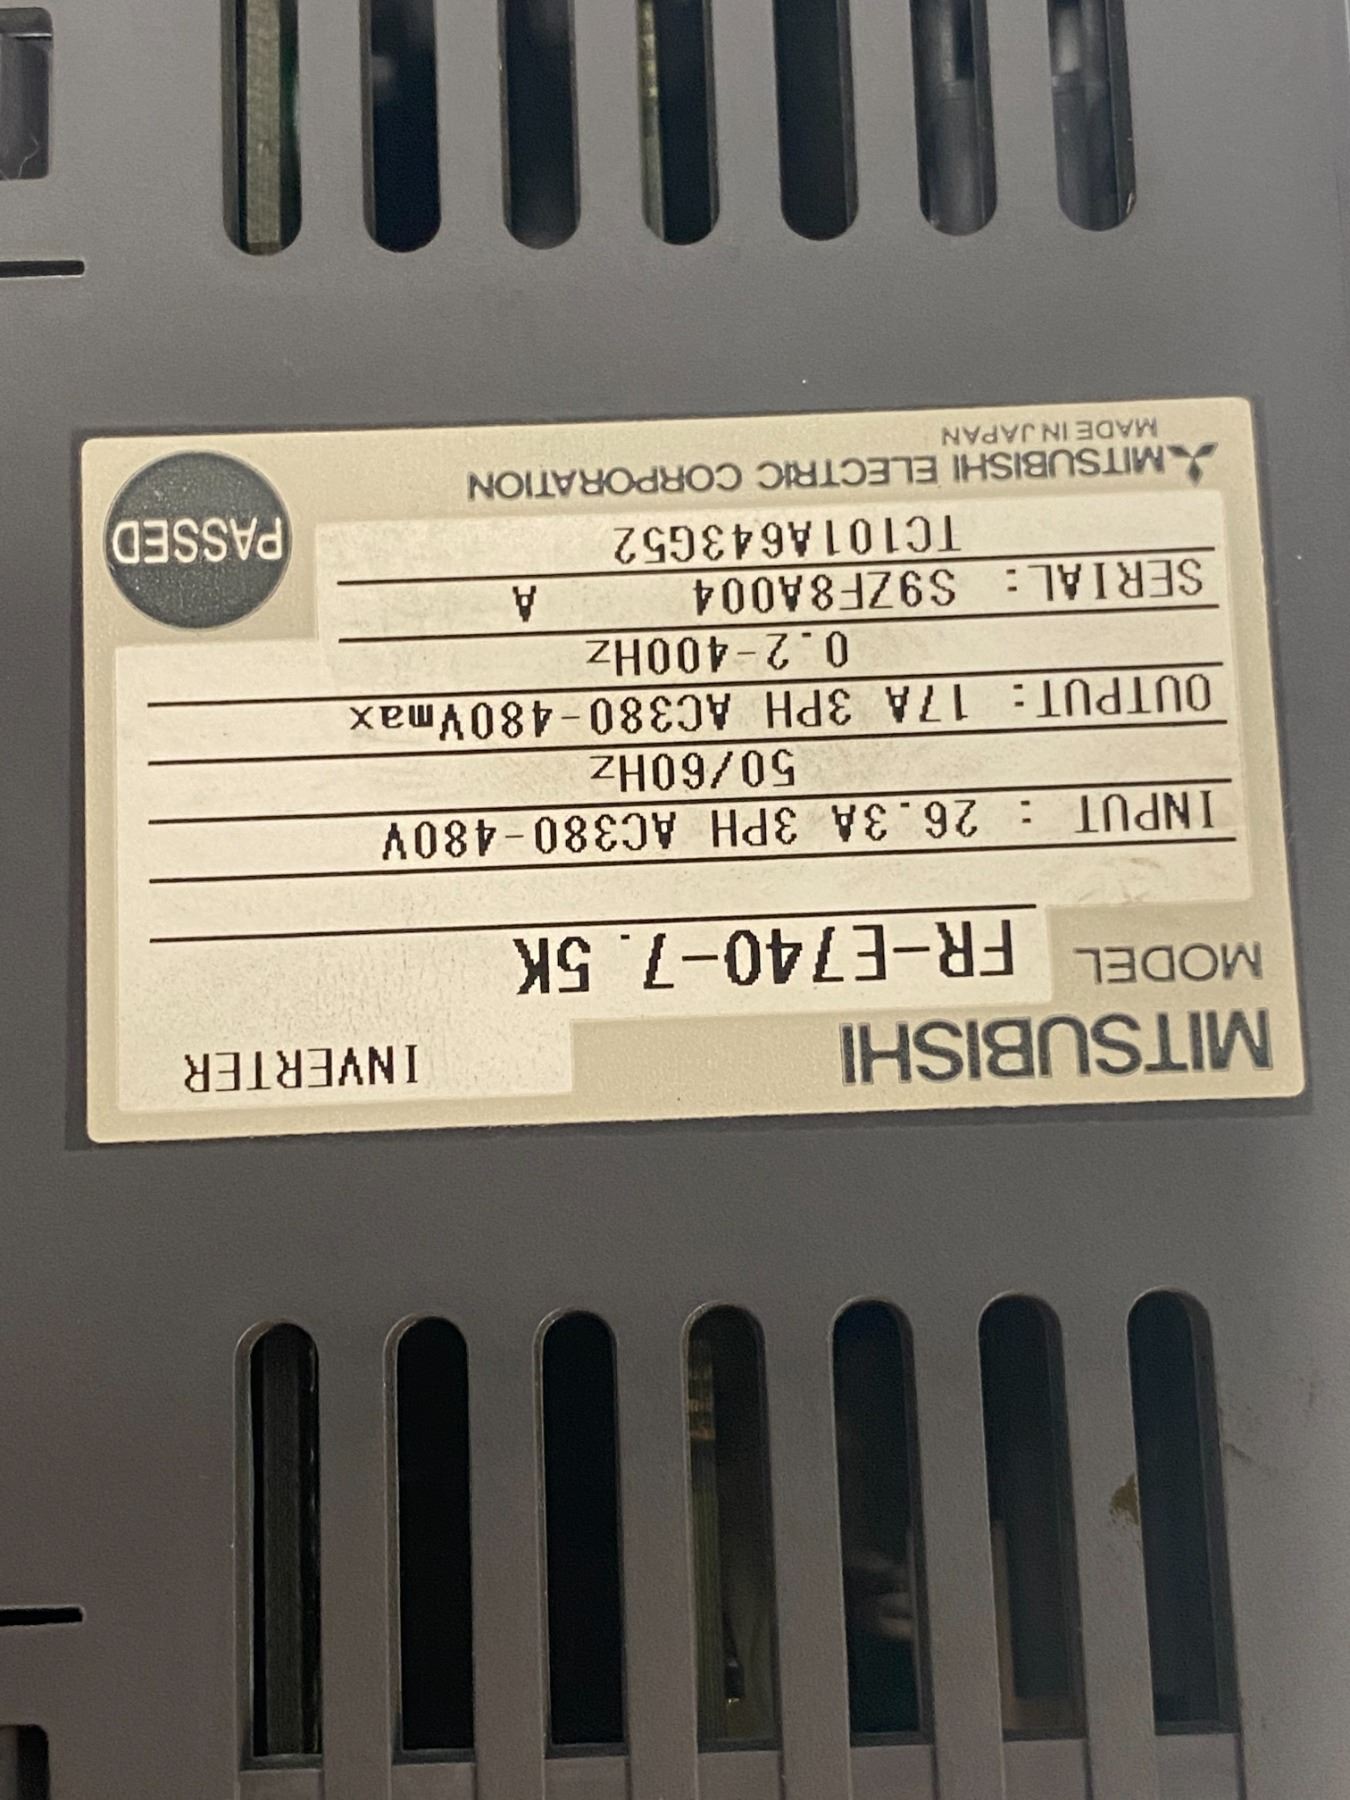 MITSUBISHI INVERTER
MODEL FR-E740-7.5K
INPUT : 26.3A 3PH AC380-480V
50/60Hz
OUTPUT: 17A 3PH AC380-480Vmax
0.2-400Hz
SERIAL: S9ZF8A004 A
TC101A643G52
PASSED
MITSUBISHI ELECTRIC CORPORATION
MADE IN JAPAN